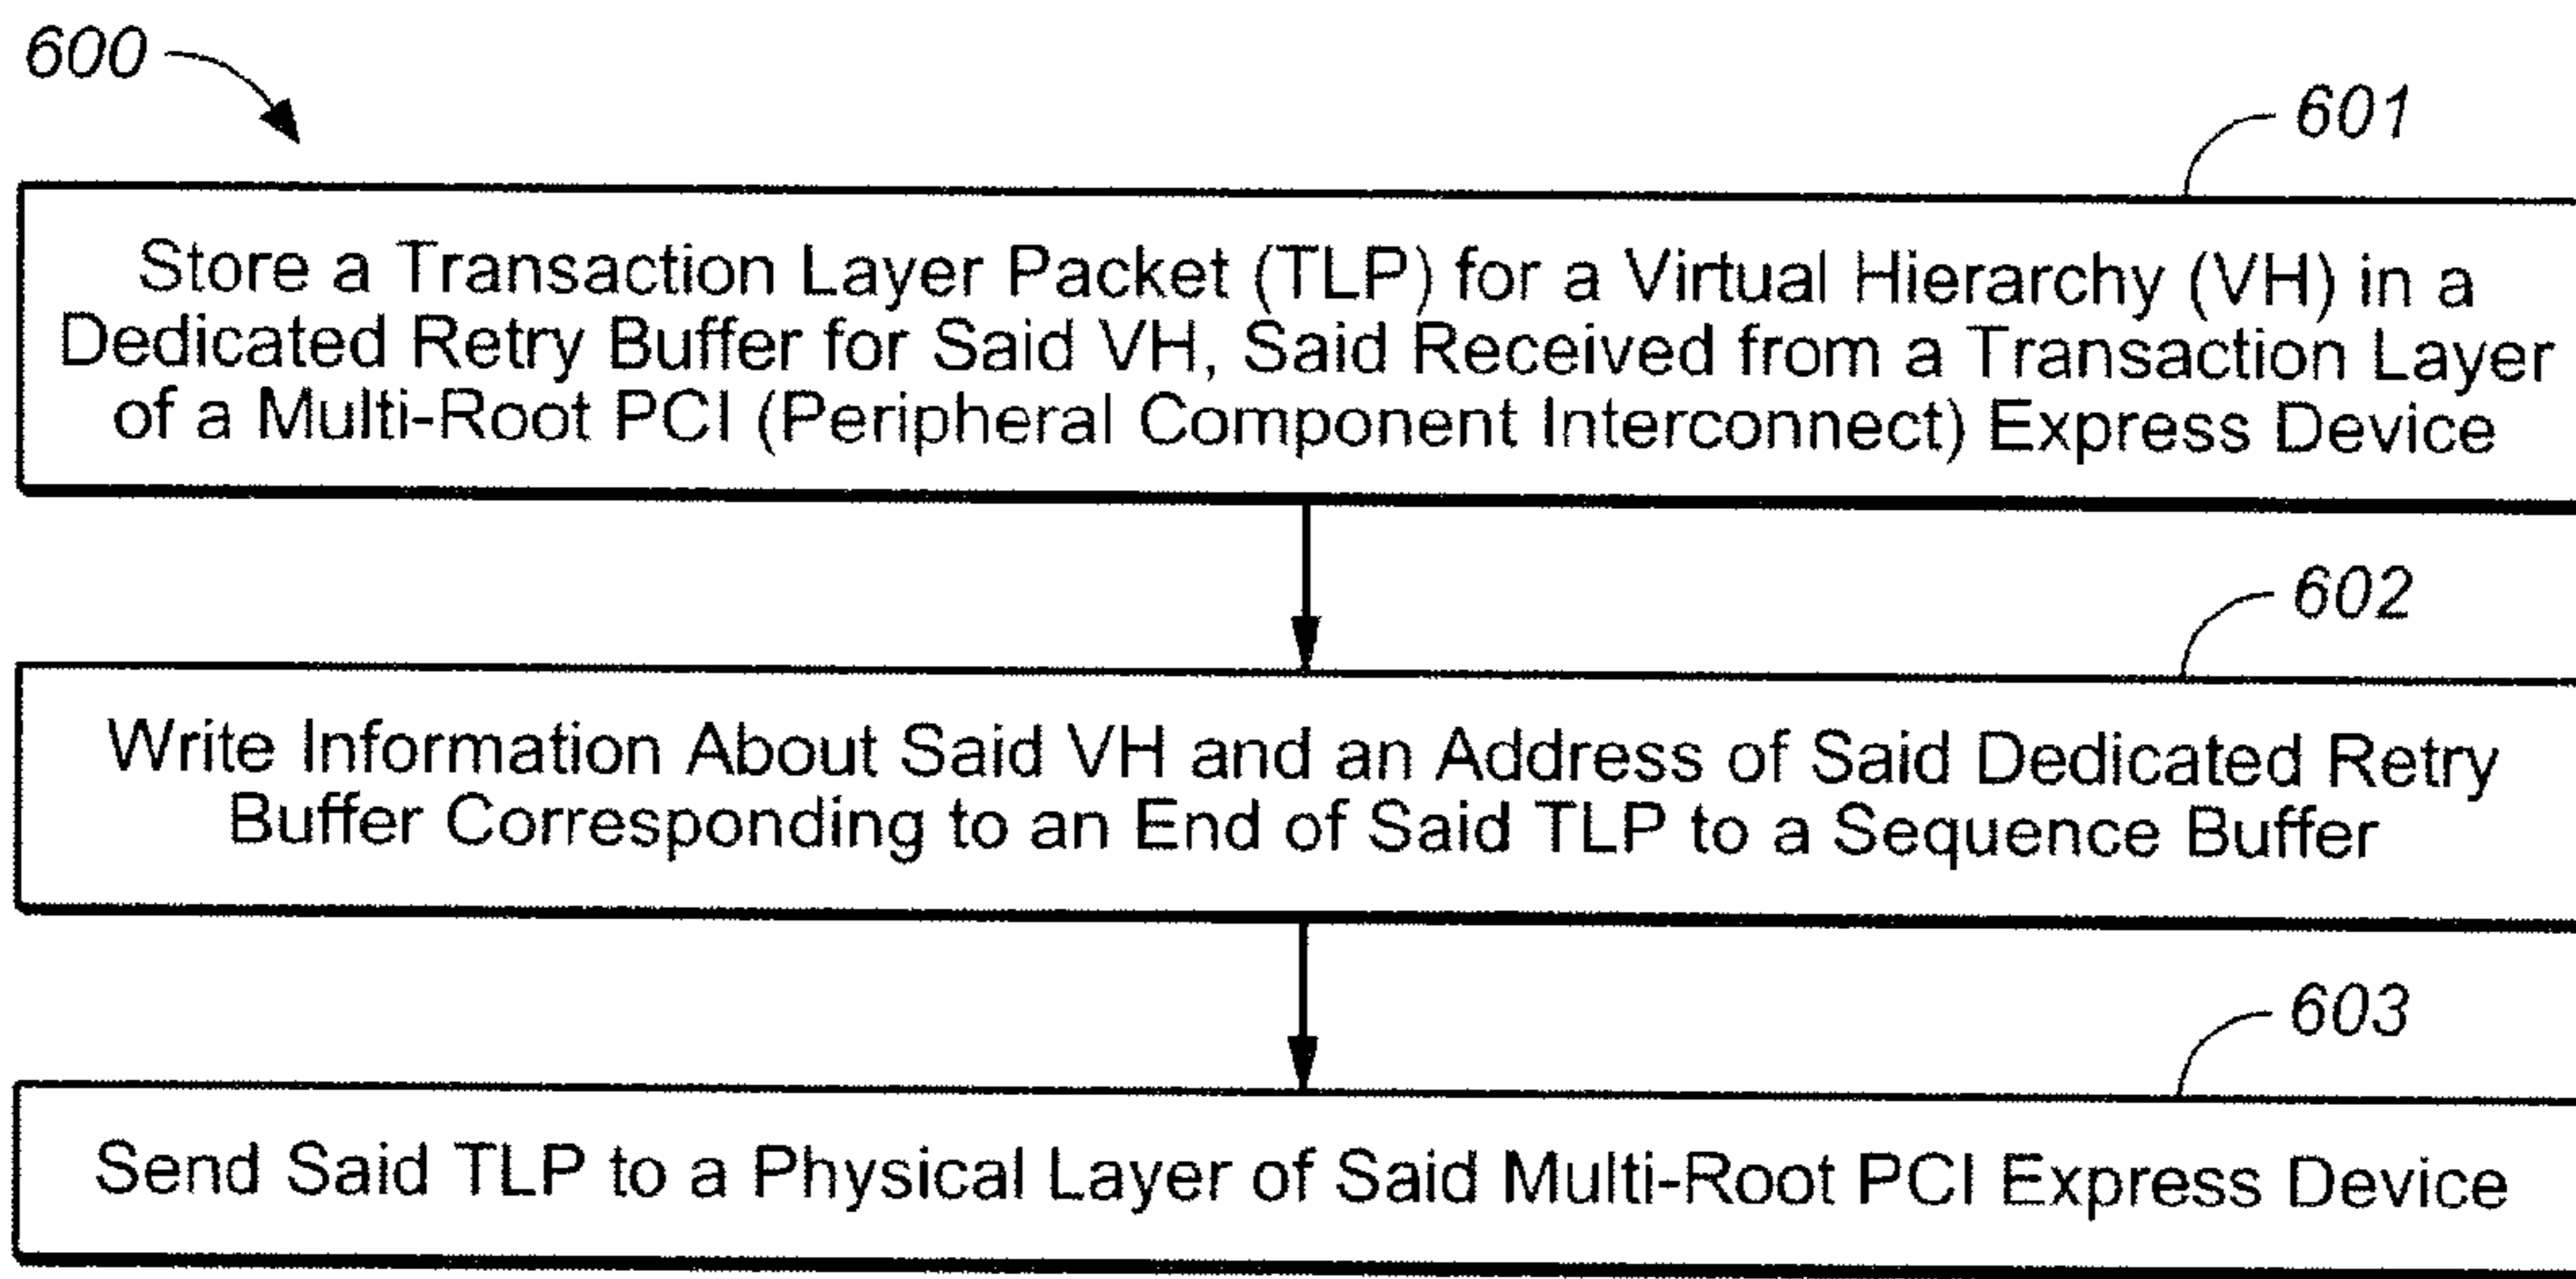 600
601
Store a Transaction Layer Packet (TLP) for a Virtual Hierarchy (VH) in a
Dedicated Retry Buffer for Said VH, Said Received from a Transaction Layer
of a Multi-Root PCI (Peripheral Component Interconnect) Express Device
602
Write Information About Said VH and an Address of Said Dedicated Retry
Buffer Corresponding to an End of Said TLP to a Sequence Buffer
603
Send Said TLP to a Physical Layer of Said Multi-Root PCI Express Device